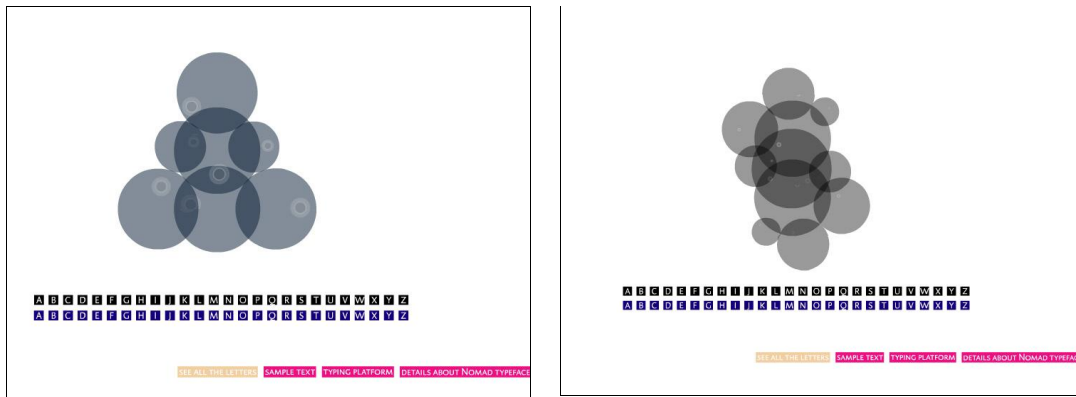 A B C D E F G H I J K L M N O P Q R S T U V W X Y Z
A B C D E F G H I J K L M N O P Q R S T U V W X Y Z
SEE ALL THE LETTERS SAMPLE TEXT TYPING PLATFORM DETAILS ABOUT NOMAD TYPEFACE
A B C D E F G H I J K L M N O P Q R S T U V W X Y Z
A B C D E F G H I J K L M N O P Q R S T U V W X Y Z
SEE ALL THE LETTERS SAMPLE TEXT TYPING PLATFORM DETAILS ABOUT NOMAD TYPEFAC